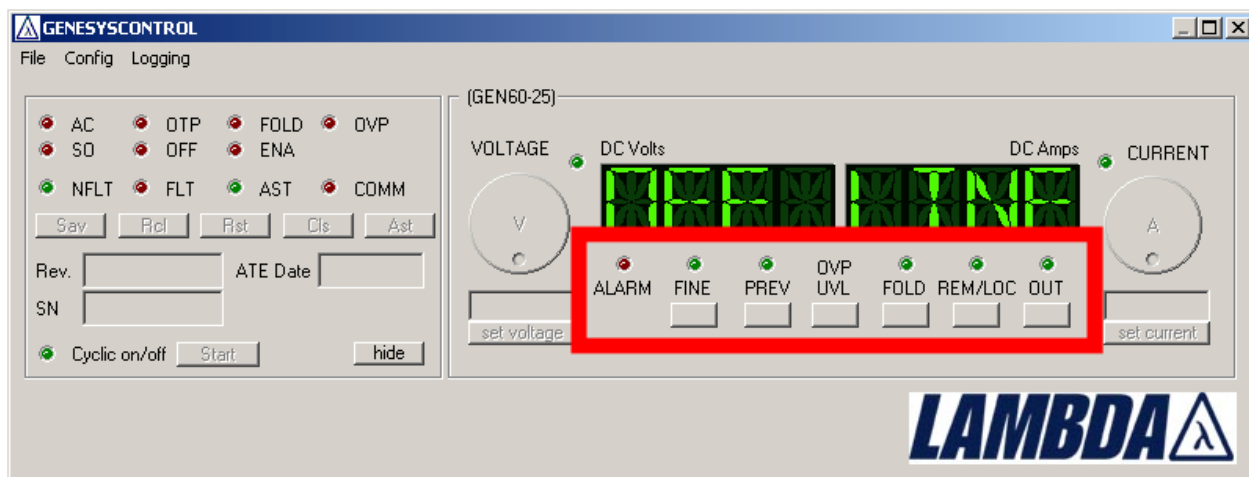 GENESYSCONTROL
File Config Logging
AC OTP FOLD OVP
SO OFF ENA
NFLT FLT AST COMM
Sav Rcl Rst Cls Ast
Rev. ATE Date
SN
Cyclic on/off Start hide
(GEN60-25)
VOLTAGE DC Volts DC Amps CURRENT
OFF LINE
V A
ALARM FINE PREV OVP UVL FOLD REM/LOC OUT
set voltage set current
LAMBDA λ